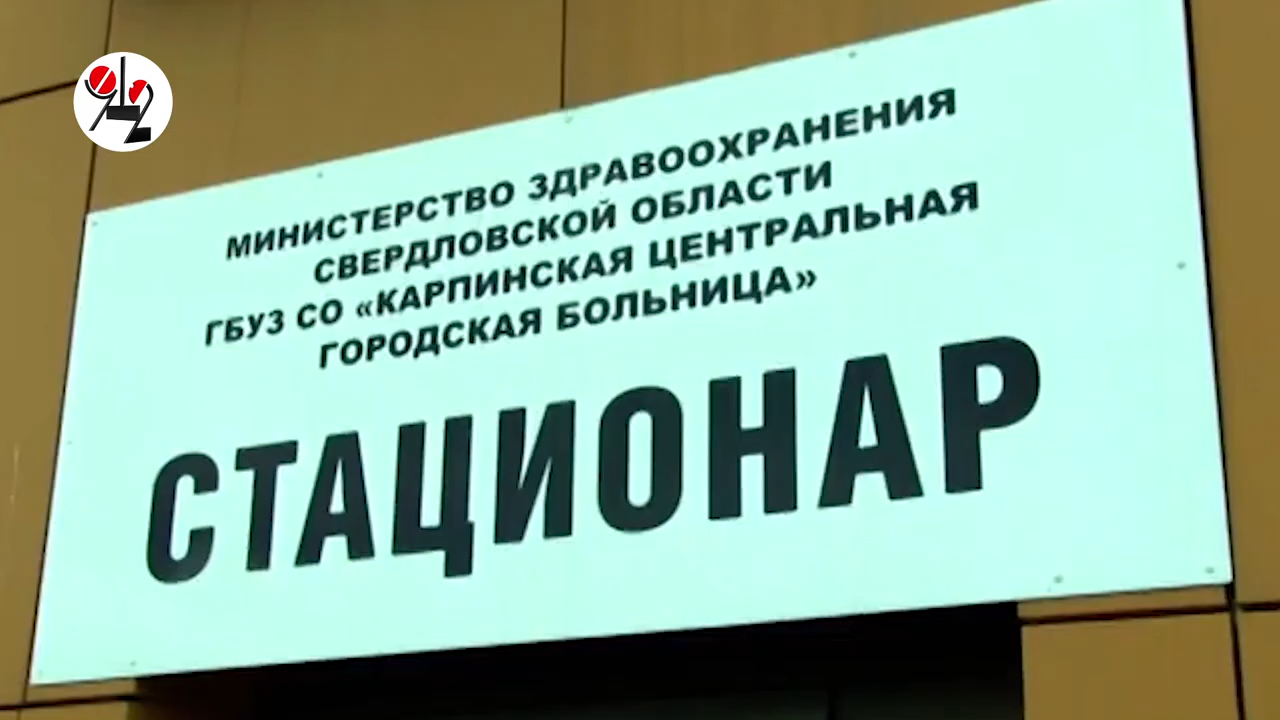 МИНИСТЕРСТВО ЗДРАВООХРАНЕНИЯ
СВЕРДЛОВСКОЙ ОБЛАСТИ
ГБУЗ СО «КАРПИНСКАЯ ЦЕНТРАЛЬНАЯ
ГОРОДСКАЯ БОЛЬНИЦА»
СТАЦИОНАР